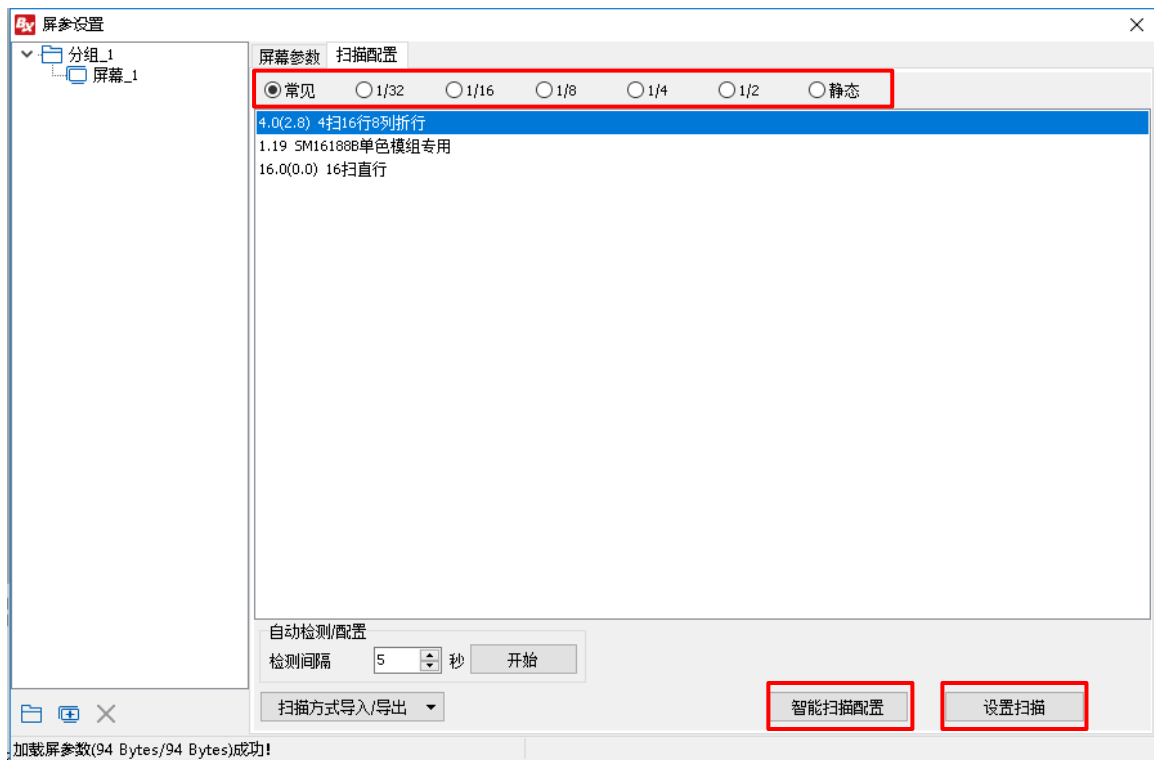 BX 屏参设置
分组_1
屏幕_1
屏幕参数 扫描配置
常见 1/32 1/16 1/8 1/4 1/2 静态
4.0(2.8) 4扫16行8列折行
1.19 SM16188B单色模组专用
16.0(0.0) 16扫直行
自动检测/配置
检测间隔 5 秒 开始
扫描方式导入/导出 智能扫描配置 设置扫描
加载屏参数(94 Bytes/94 Bytes)成功!